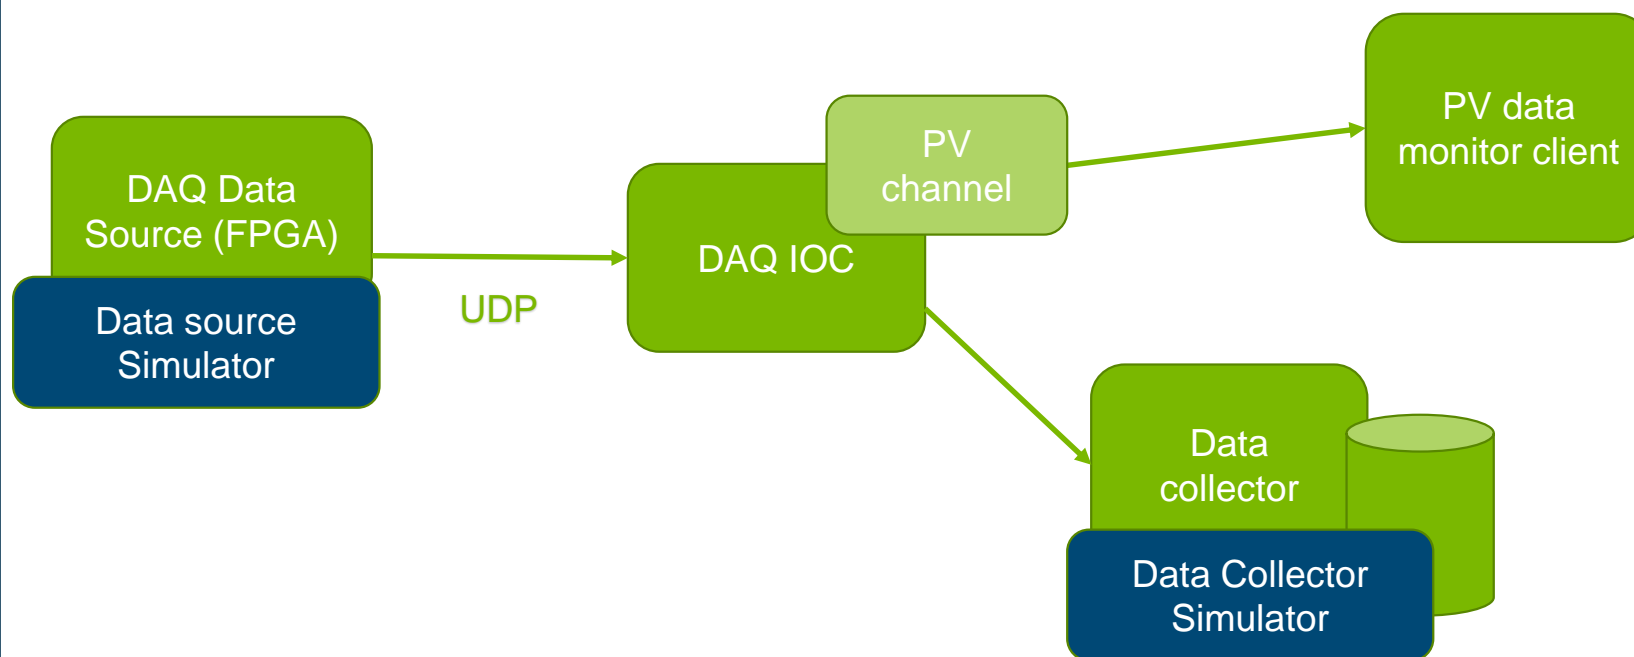 DAQ Data
Source (FPGA)
Data source
Simulator
UDP
DAQ IOC
PV
channel
PV data
monitor client
Data
collector
Data Collector
Simulator